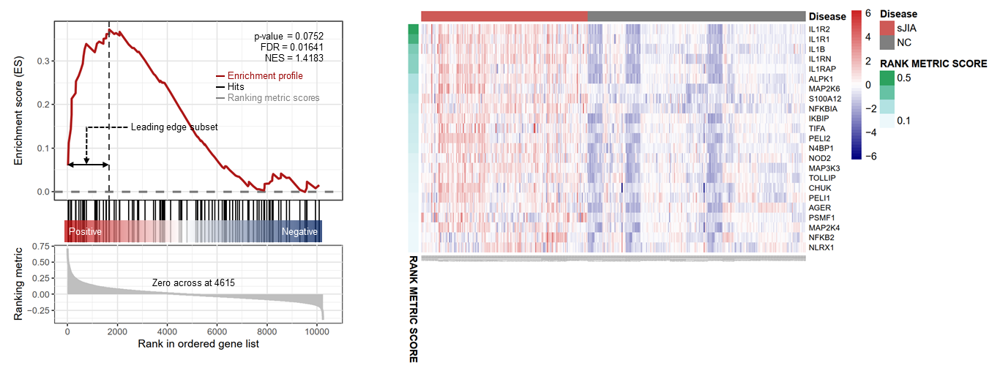 p-value = 0.0752
FDR = 0.01641
NES = 1.4183
Enrichment profile
Hits
Ranking metric scores
Leading edge subset
Enrichment score (ES)
0.3
0.2
0.1
0.0
Positive
Negative
Ranking metric
0.75
0.50
0.25
0.00
−0.25
Zero across at 4615
0 2000 4000 6000 8000 10000
Rank in ordered gene list
Disease
IL1R2
IL1R1
IL1B
IL1RN
IL1RAP
ALPK1
MAP2K6
S100A12
NFKBIA
IKBIP
TIFA
PELI2
N4BP1
NOD2
MAP3K3
TOLLIP
CHUK
PELI1
AGER
PSMF1
MAP2K4
NFKB2
NLRX1
RANK METRIC SCORE
6
4
2
0
−2
−4
−6
Disease
sJIA
NC
RANK METRIC SCORE
0.5
0.1